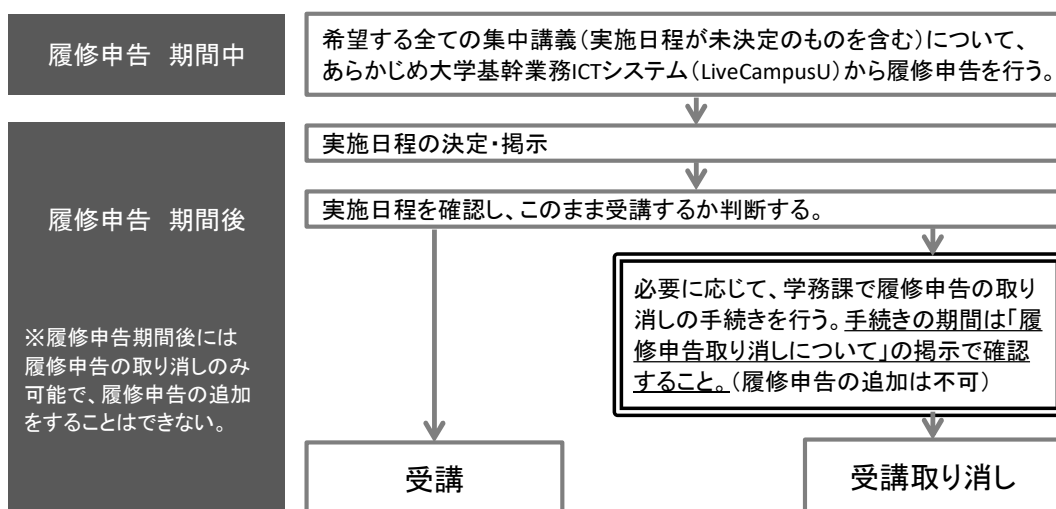 履修申告　期間中
希望する全ての集中講義（実施日程が未決定のものを含む）について、
あらかじめ大学基幹業務ICTシステム（LiveCampusU）から履修申告を行う。
履修申告　期間後
※履修申告期間後には
履修申告の取り消しのみ
可能で、履修申告の追加
をすることはできない。
実施日程の決定・掲示
実施日程を確認し、このまま受講するか判断する。
必要に応じて、学務課で履修申告の取り
消しの手続きを行う。手続きの期間は「履
修申告取り消しについて」の掲示で確認
すること。（履修申告の追加は不可）
受講
受講取り消し